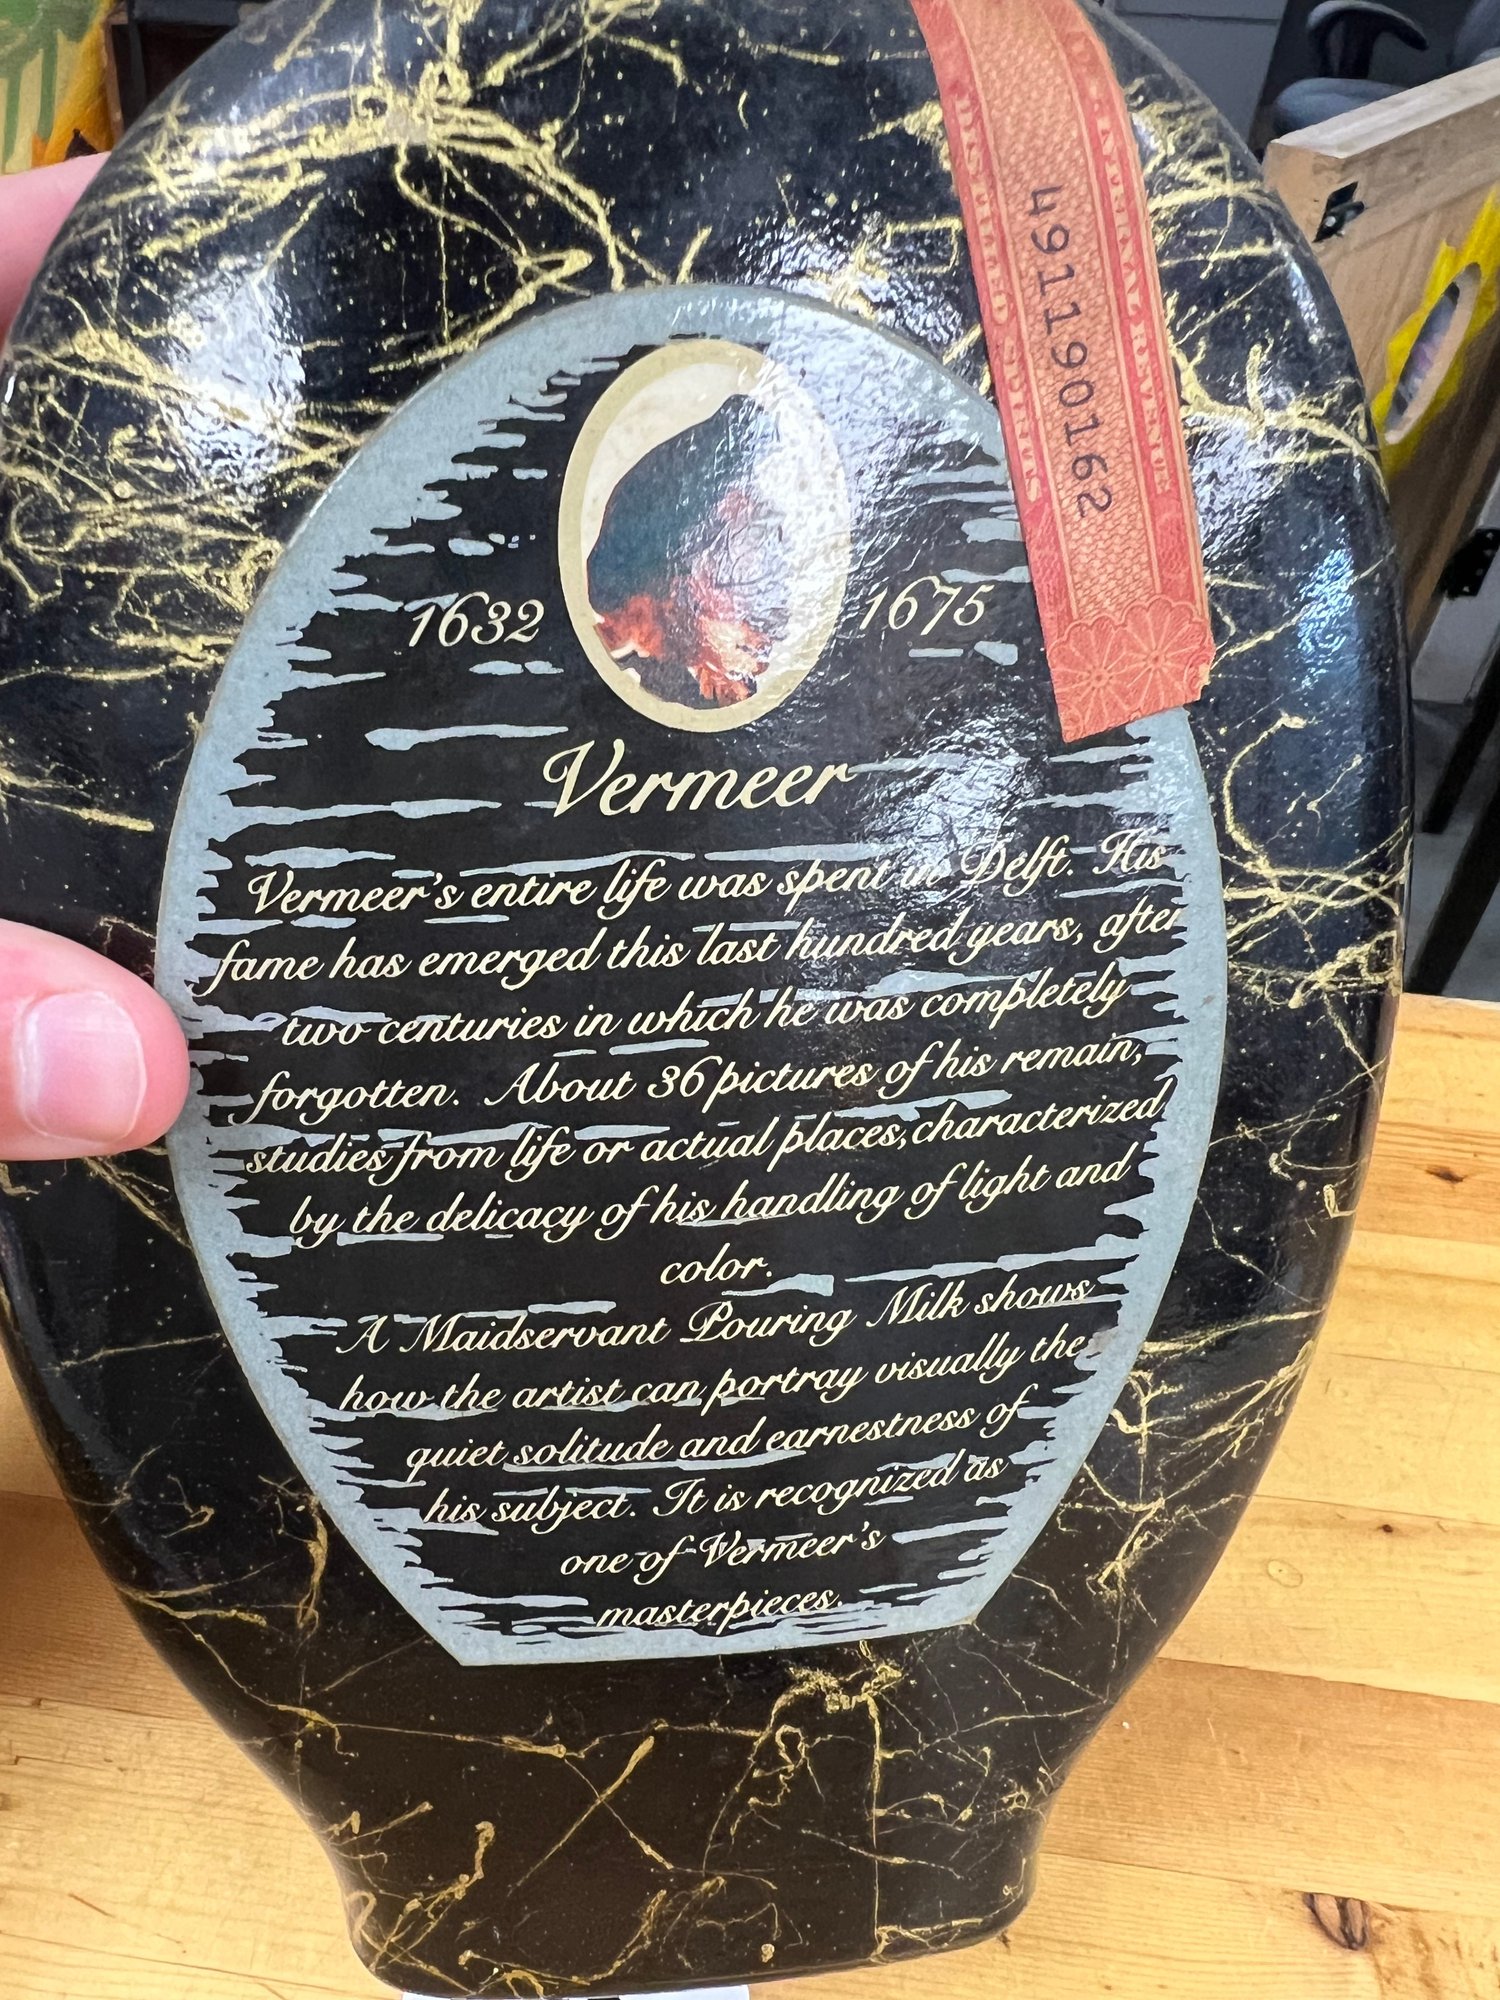 DISTILLED SPIRITS
4911190162
INTERNAL REVENUE
1632
1675
Vermeer
Vermeer's entire life was spent in Delft. His
fame has emerged this last hundred years, after
two centuries in which he was completely
forgotten. About 36 pictures of his remain,
studies from life or actual places, characterized
by the delicacy of his handling of light and
color.
A Maidservant Pouring Milk shows
how the artist can portray visually the
quiet solitude and earnestness of
his subject. It is recognized as
one of Vermeer's
masterpieces.